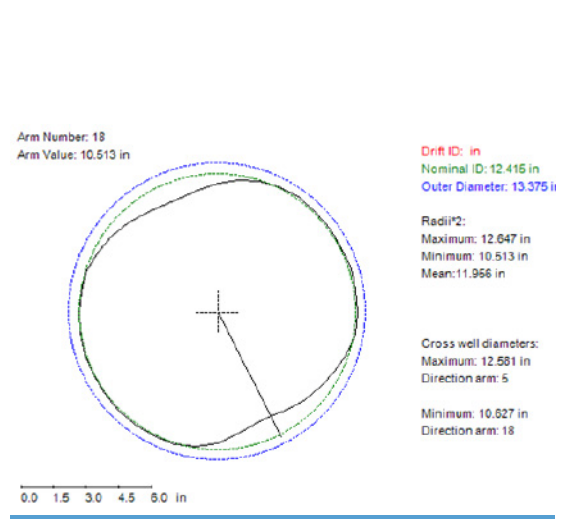 Arm Number: 18
Arm Value: 10.513 in
Drift ID: in
Nominal ID: 12.415 in
Outer Diameter: 13.375 i
Radii*2:
Maximum: 12.647 in
Minimum: 10.513 in
Mean:11.956 in
Cross well diameters:
Maximum: 12.581 in
Direction arm: 5
Minimum: 10.627 in
Direction arm: 18
0.0 1.5 3.0 4.5 6.0 in